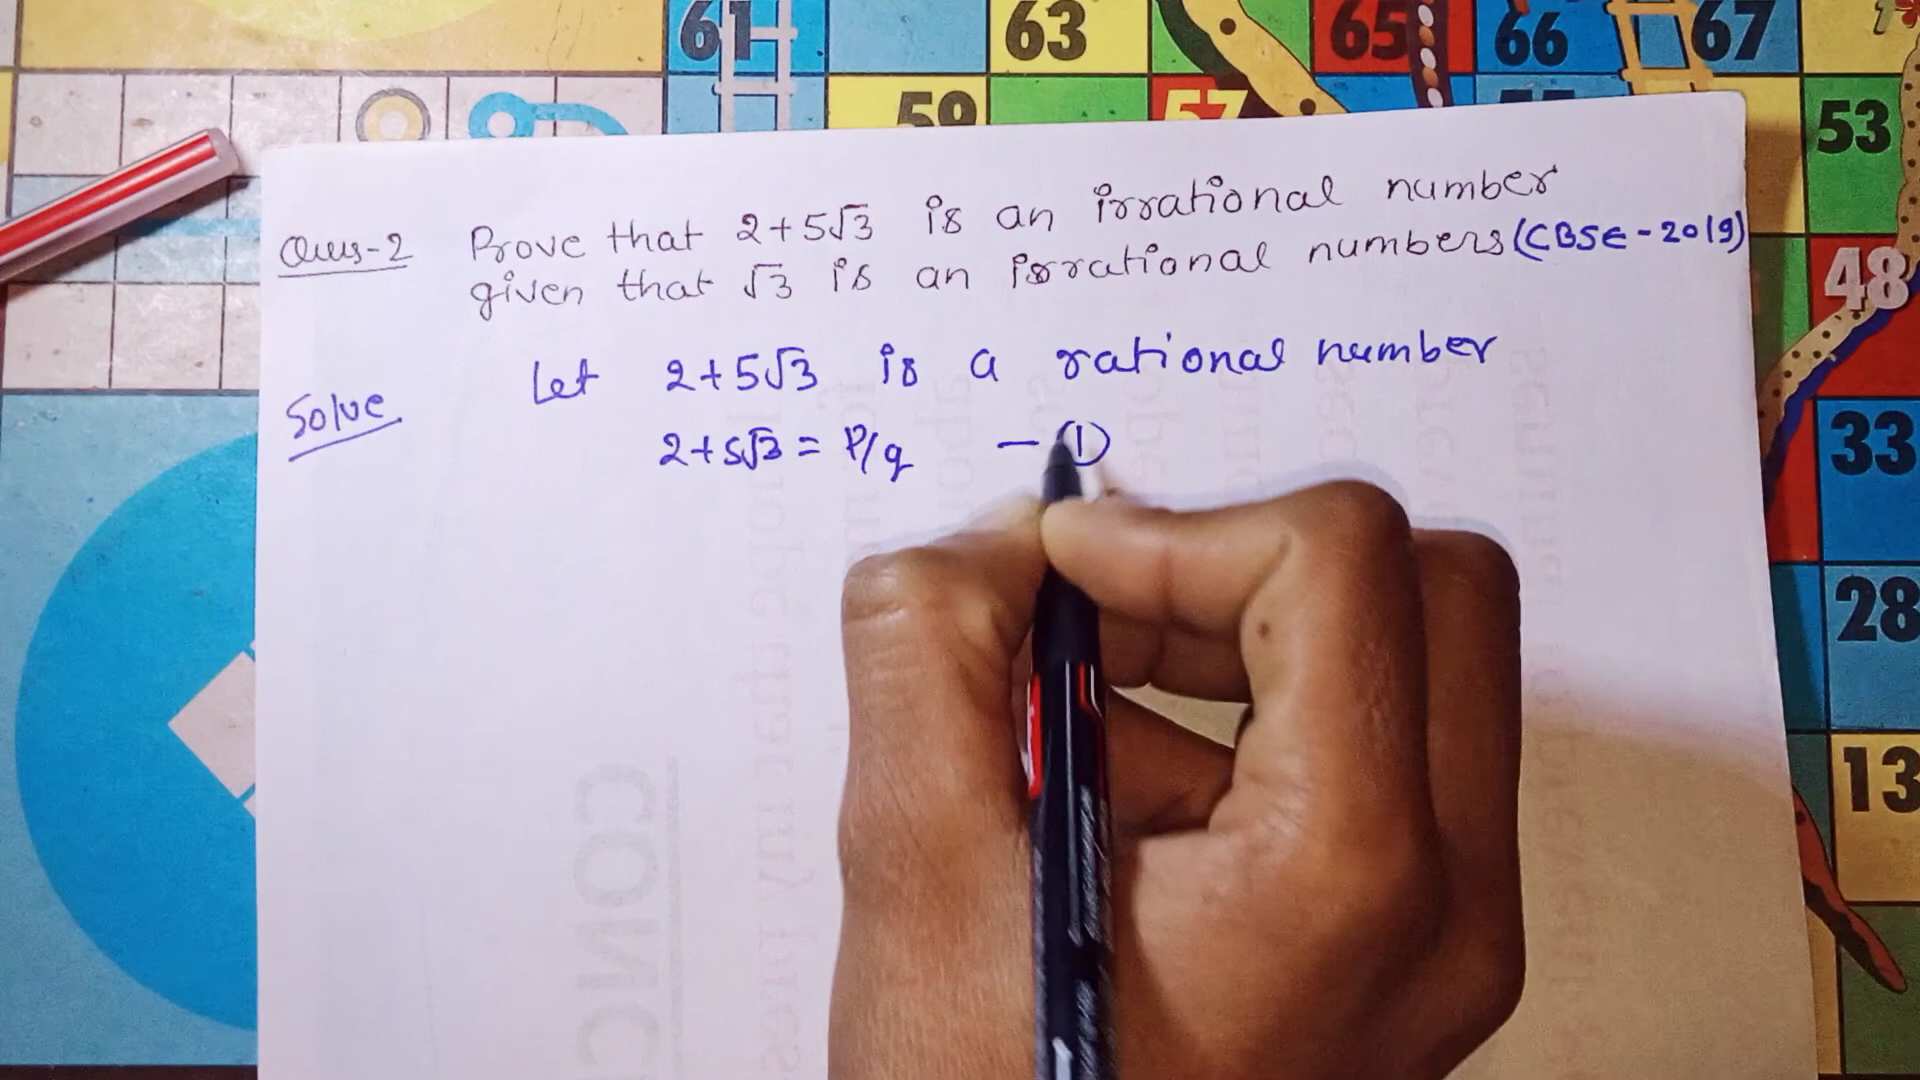 61 63 65 66 67
59 57 53
Ques-2 Prove that 2+5√3 is an irrational number
given that √3 is an irrational numbers (CBSE-2019)
48
Solve Let 2+5√3 is a rational number
2+5√3 = P/q — ①
33
28
13